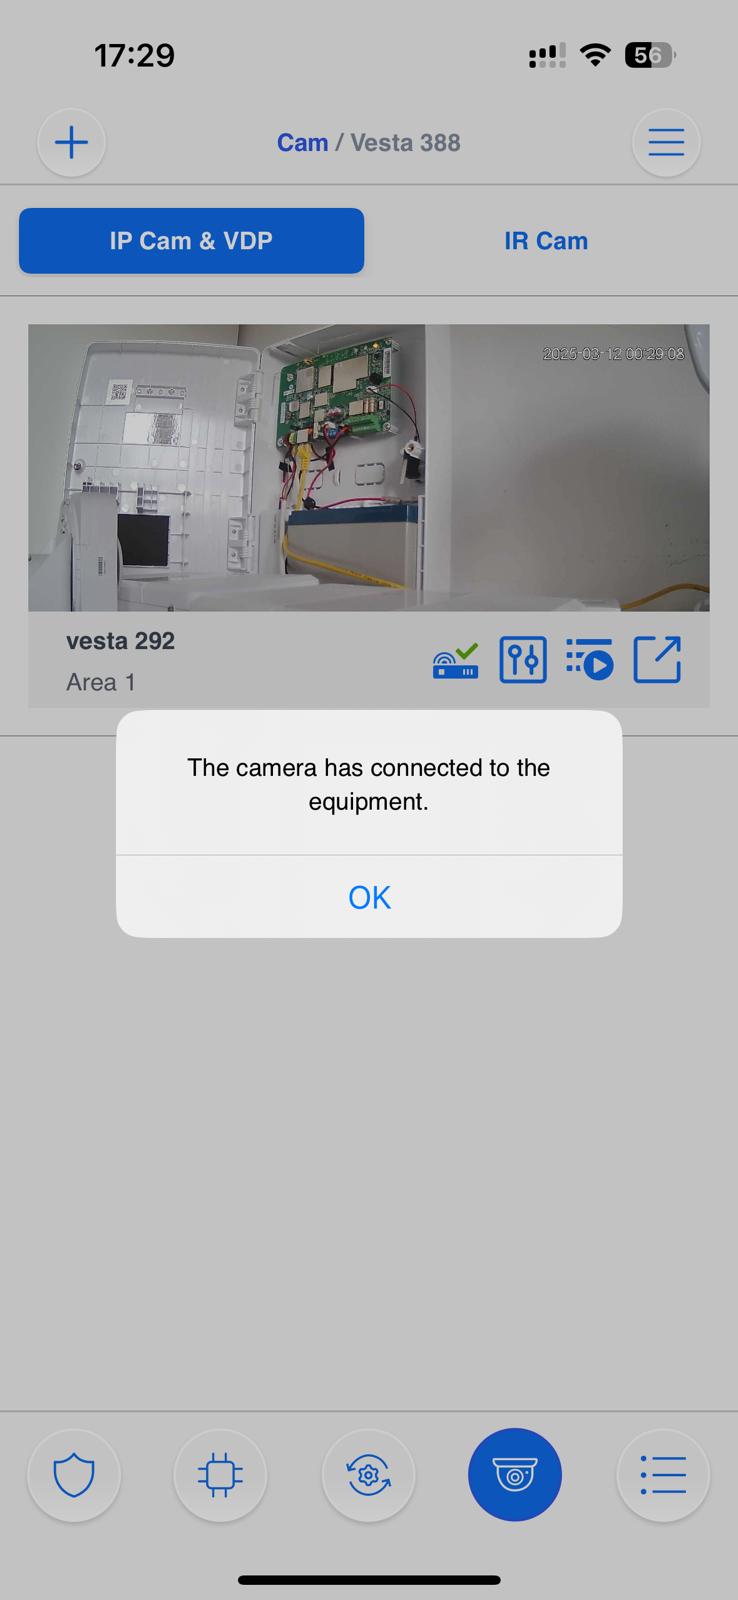 17:29
56
Cam / Vesta 388
IP Cam & VDP
IR Cam
2025-03-12 00:29:08
vesta 292
Area 1
The camera has connected to the
equipment.
OK